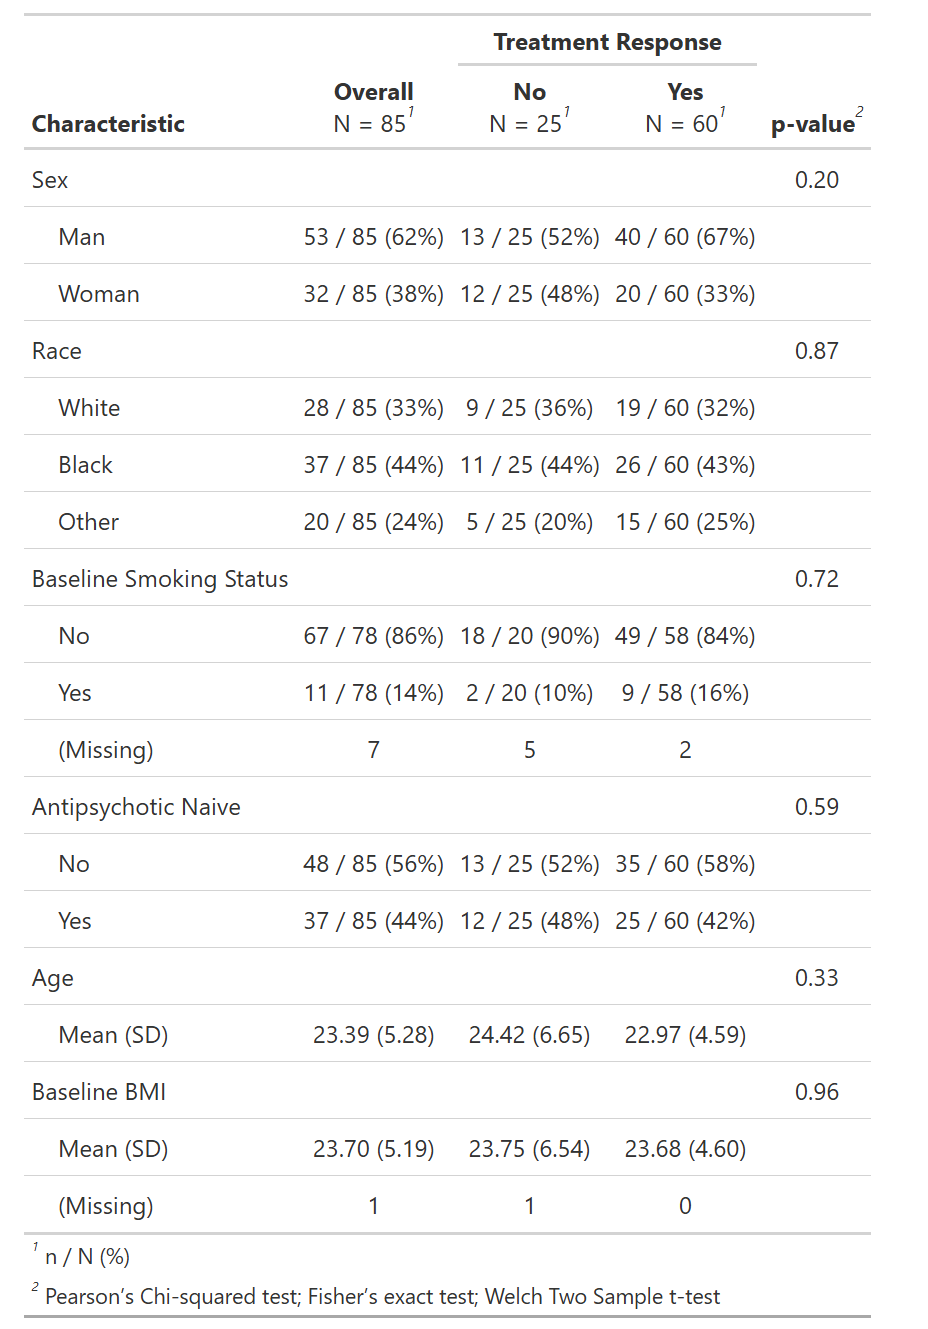 Treatment Response
Overall No Yes
Characteristic N = 85¹ N = 25¹ N = 60¹ p-value²
Sex 0.20
Man 53 / 85 (62%) 13 / 25 (52%) 40 / 60 (67%)
Woman 32 / 85 (38%) 12 / 25 (48%) 20 / 60 (33%)
Race 0.87
White 28 / 85 (33%) 9 / 25 (36%) 19 / 60 (32%)
Black 37 / 85 (44%) 11 / 25 (44%) 26 / 60 (43%)
Other 20 / 85 (24%) 5 / 25 (20%) 15 / 60 (25%)
Baseline Smoking Status 0.72
No 67 / 78 (86%) 18 / 20 (90%) 49 / 58 (84%)
Yes 11 / 78 (14%) 2 / 20 (10%) 9 / 58 (16%)
(Missing) 7 5 2
Antipsychotic Naive 0.59
No 48 / 85 (56%) 13 / 25 (52%) 35 / 60 (58%)
Yes 37 / 85 (44%) 12 / 25 (48%) 25 / 60 (42%)
Age 0.33
Mean (SD) 23.39 (5.28) 24.42 (6.65) 22.97 (4.59)
Baseline BMI 0.96
Mean (SD) 23.70 (5.19) 23.75 (6.54) 23.68 (4.60)
(Missing) 1 1 0
¹ n / N (%)
² Pearson’s Chi-squared test; Fisher’s exact test; Welch Two Sample t-test